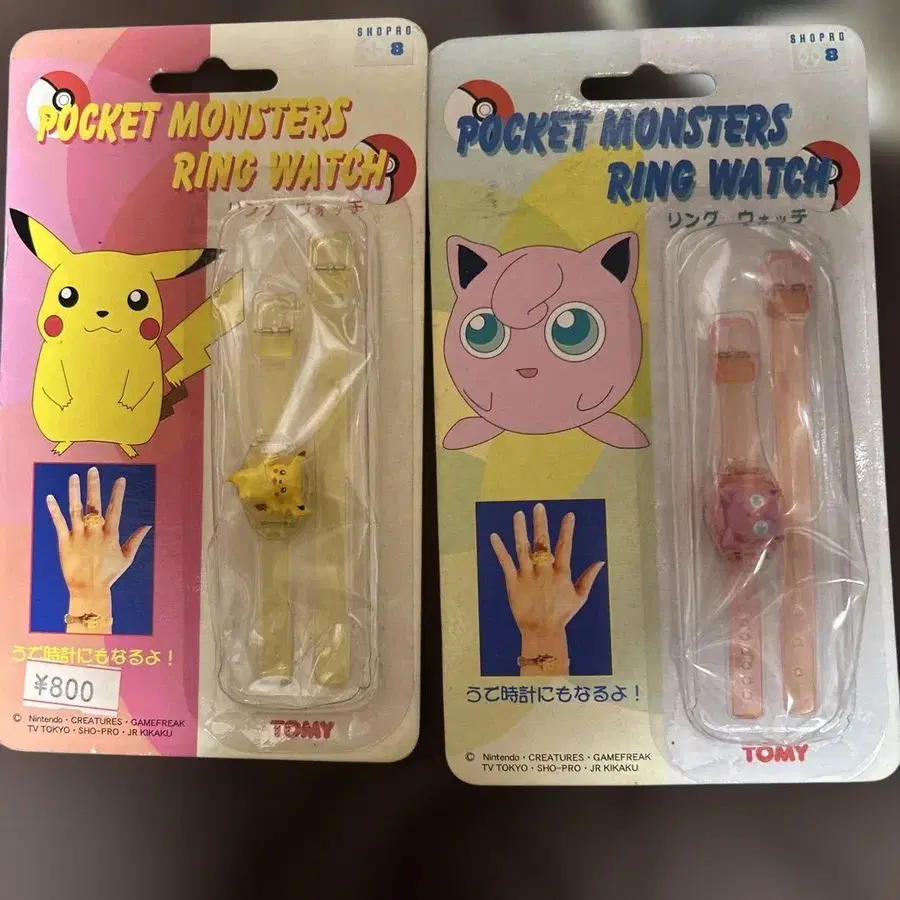 SHOPRO
8
POCKET MONSTERS
RING WATCH
リング ウォッチ
うで時計にもなるよ！
¥800
© Nintendo・CREATURES・GAMEFREAK
TV TOKYO・SHO-PRO・JR KIKAKU
TOMY
SHOPRO
8
POCKET MONSTERS
RING WATCH
リング ウォッチ
うで時計にもなるよ！
© Nintendo・CREATURES・GAMEFREAK
TV TOKYO・SHO-PRO・JR KIKAKU
TOMY